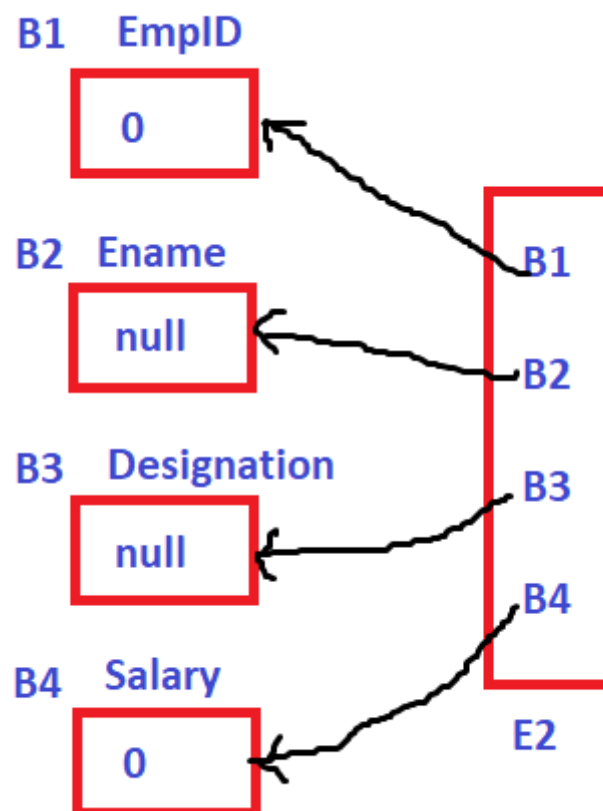 B1 EmpID
0
B2 Ename
null
B3 Designation
null
B4 Salary
0
B1
B2
B3
B4
E2